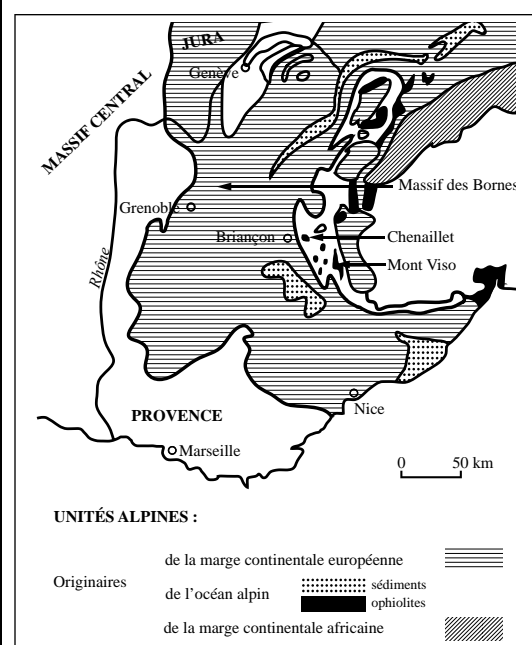 JURA
Genève
MASSIF CENTRAL
Massif des Bornes
Grenoble
Briançon
Chenaillet
Mont Viso
Rhône
PROVENCE
Nice
Marseille
0 50 km
UNITÉS ALPINES :
de la marge continentale européenne
Originaires
de l'océan alpin
sédiments
ophiolites
de la marge continentale africaine